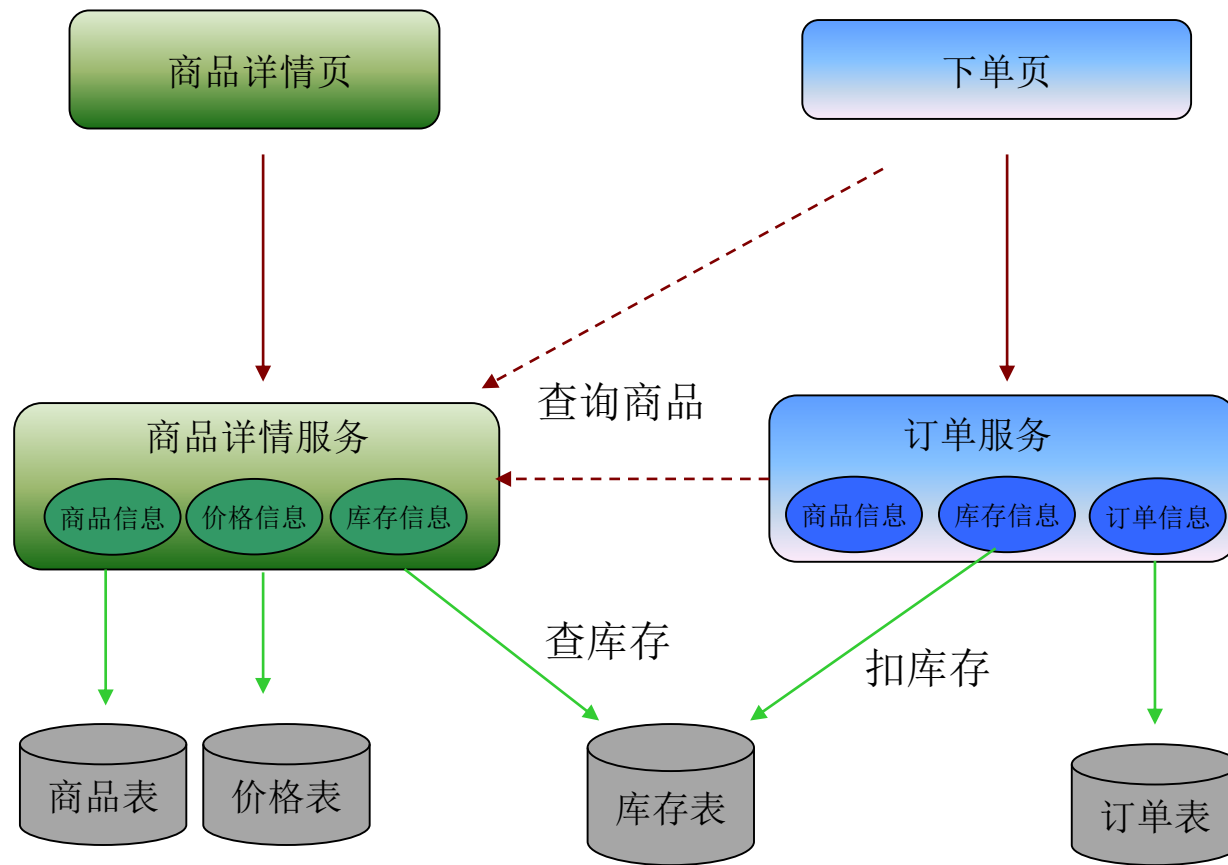 商品详情页
下单页
查询商品
商品详情服务
订单服务
商品信息
价格信息
库存信息
商品信息
库存信息
订单信息
查库存
扣库存
商品表
价格表
库存表
订单表